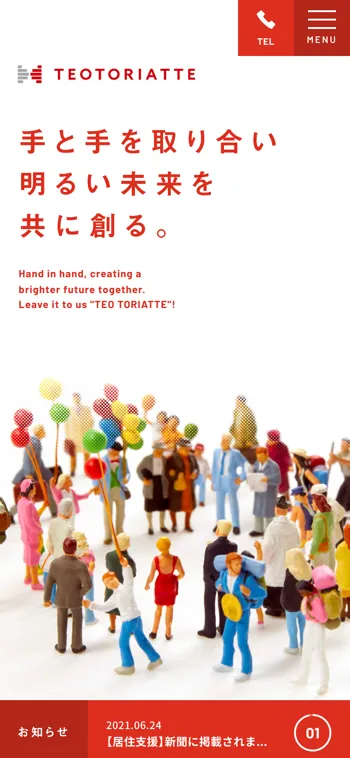 TEL
MENU
TEOTORIATTE
手と手を取り合い
明るい未来を
共に創る。
Hand in hand, creating a
brighter future together.
Leave it to us "TEO TORIATTE"!
お知らせ
2021.06.24
【居住支援】新聞に掲載されま...
01